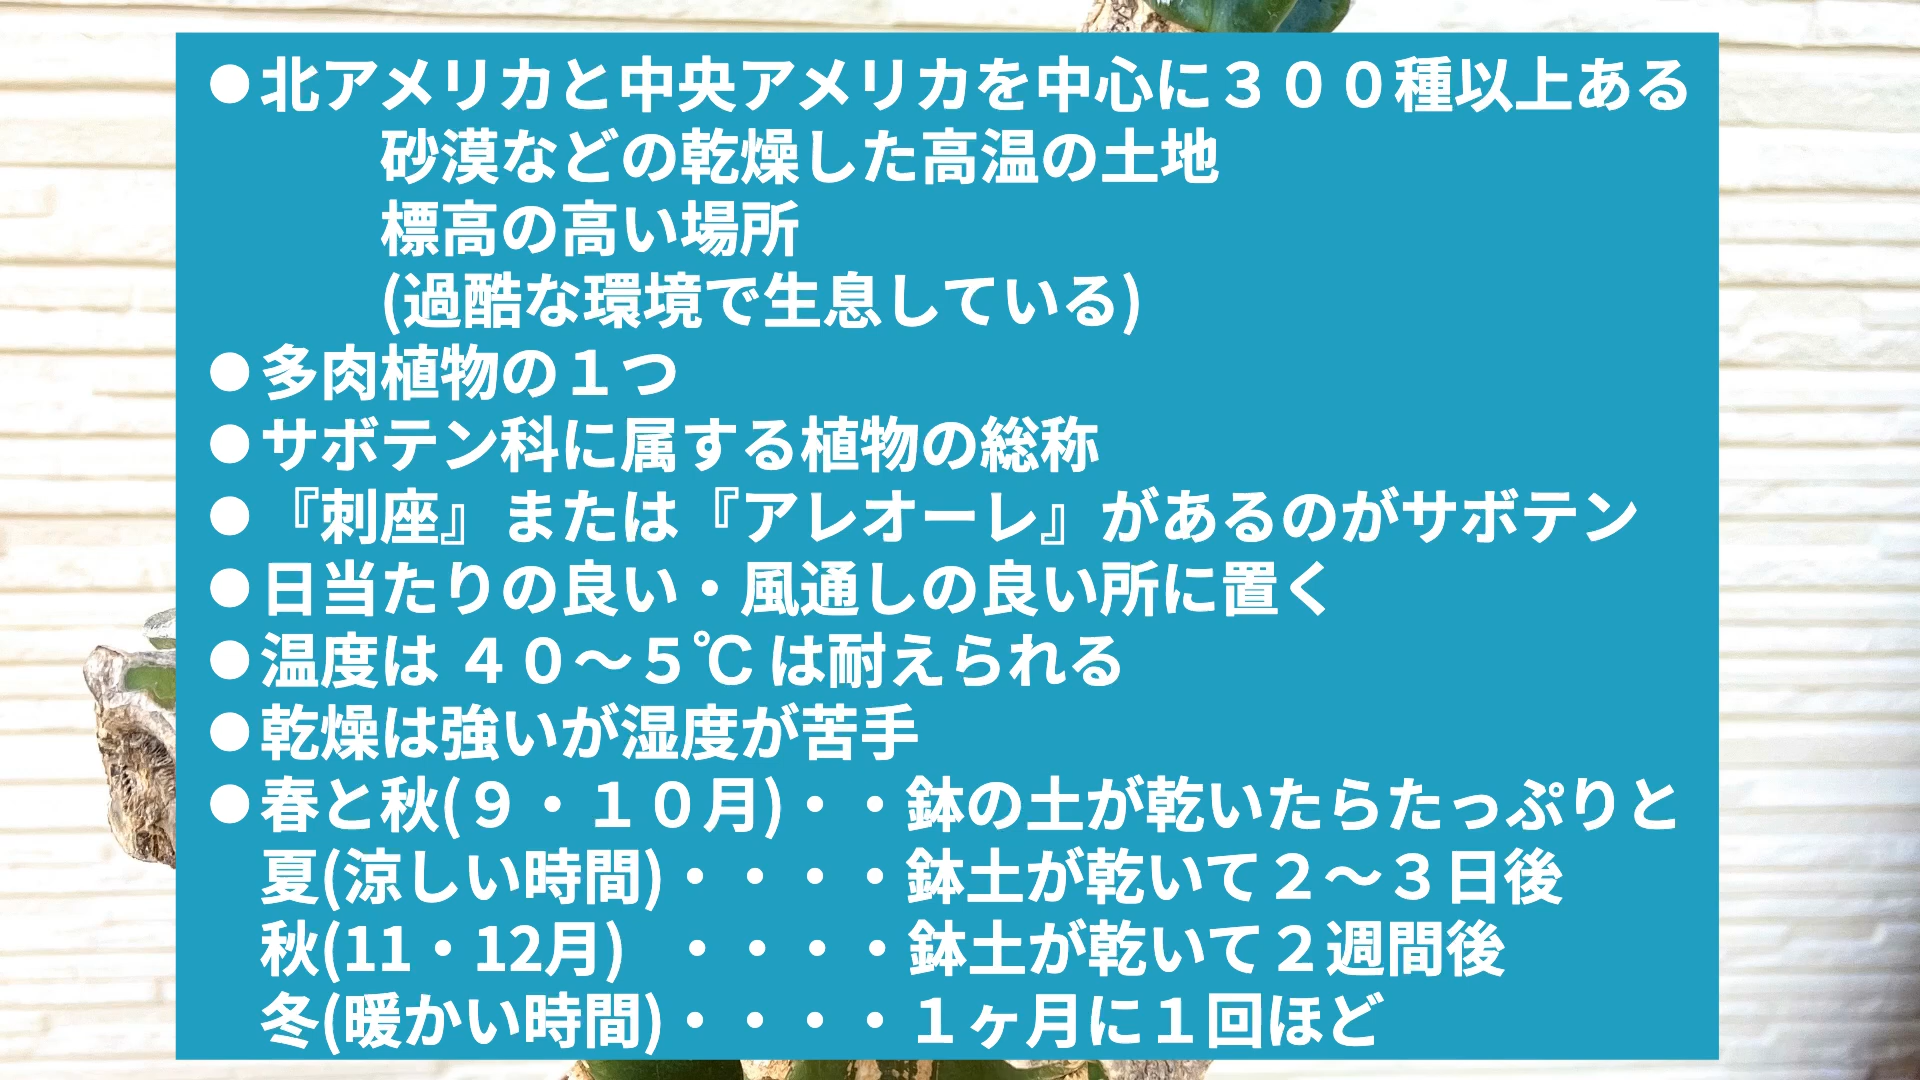 ●北アメリカと中央アメリカを中心に３００種以上ある
砂漠などの乾燥した高温の土地
標高の高い場所
(過酷な環境で生息している)
●多肉植物の１つ
●サボテン科に属する植物の総称
●『刺座』または『アレオーレ』があるのがサボテン
●日当たりの良い・風通しの良い所に置く
●温度は ４０～５℃ は耐えられる
●乾燥は強いが湿度が苦手
●春と秋(９・１０月)・・鉢の土が乾いたらたっぷりと
夏(涼しい時間)・・・・鉢土が乾いて２～３日後
秋(11・12月)　・・・・鉢土が乾いて２週間後
冬(暖かい時間)・・・・１ヶ月に１回ほど